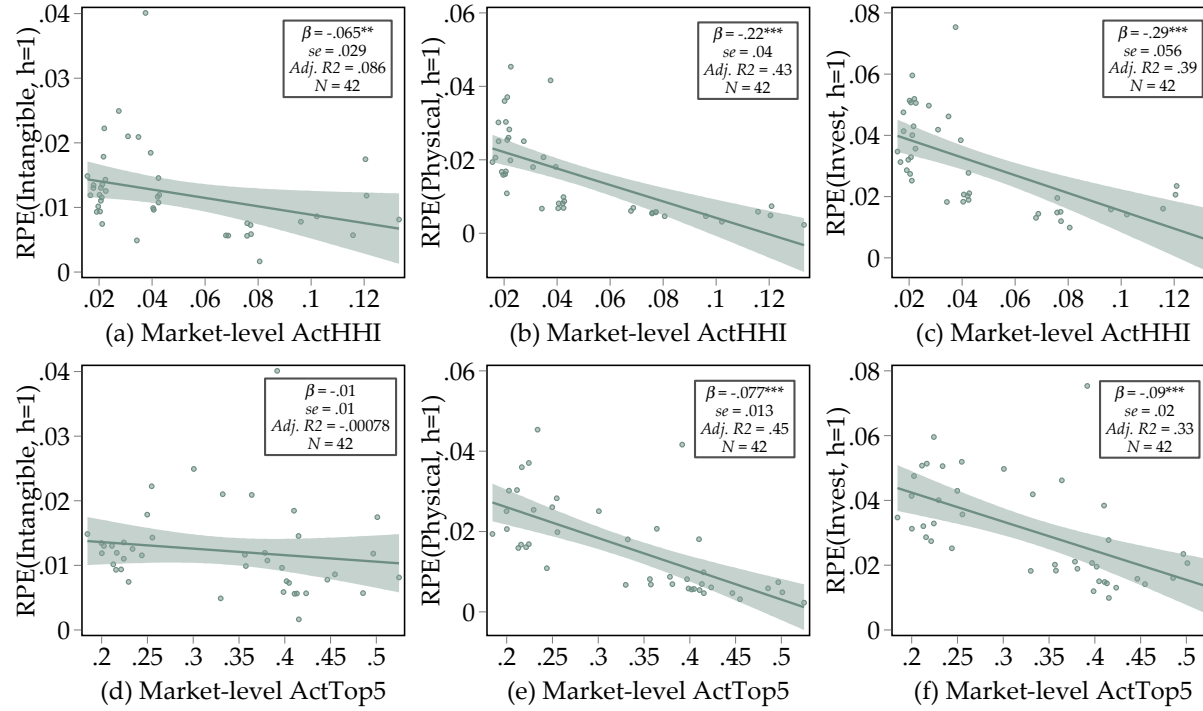 RPE(Intangible, h=1)
.04
.03
.02
.01
0
β = -.065**
se = .029
Adj. R2 = .086
N = 42
.02 .04 .06 .08 .1 .12
(a) Market-level ActHHI
RPE(Physical, h=1)
.06
.04
.02
0
β = -.22***
se = .04
Adj. R2 = .43
N = 42
.02 .04 .06 .08 .1 .12
(b) Market-level ActHHI
RPE(Invest, h=1)
.08
.06
.04
.02
0
β = -.29***
se = .056
Adj. R2 = .39
N = 42
.02 .04 .06 .08 .1 .12
(c) Market-level ActHHI
RPE(Intangible, h=1)
.04
.03
.02
.01
0
β = -.01
se = .01
Adj. R2 = -.00078
N = 42
.2 .25 .3 .35 .4 .45 .5
(d) Market-level ActTop5
RPE(Physical, h=1)
.06
.04
.02
0
β = -.077***
se = .013
Adj. R2 = .45
N = 42
.2 .25 .3 .35 .4 .45 .5
(e) Market-level ActTop5
RPE(Invest, h=1)
.08
.06
.04
.02
0
β = -.09***
se = .02
Adj. R2 = .33
N = 42
.2 .25 .3 .35 .4 .45 .5
(f) Market-level ActTop5